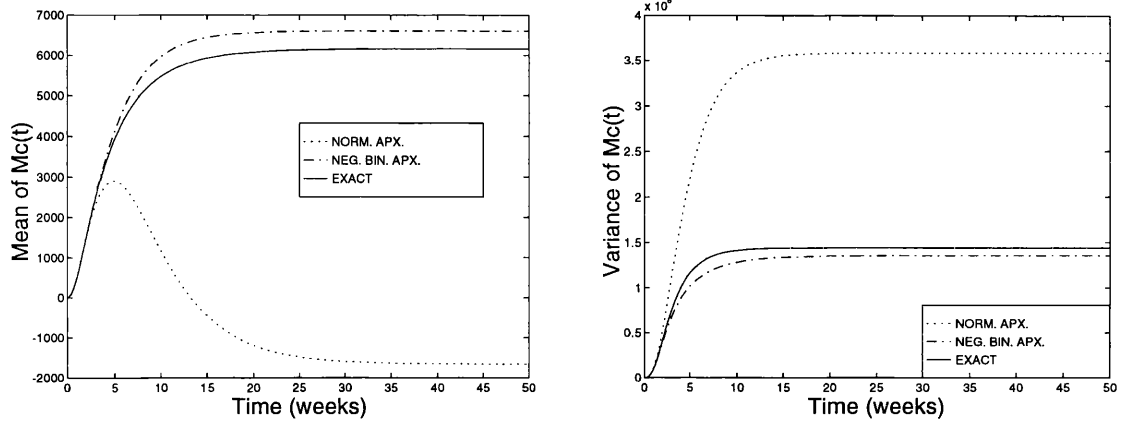 7000
6000
5000
4000
3000
2000
1000
0
-1000
-2000
Mean of Mc(t)
NORM. APX.
NEG. BIN. APX.
EXACT
0 5 10 15 20 25 30 35 40 45 50
Time (weeks)
4
3.5
3
2.5
2
1.5
1
0.5
0
Variance of Mc(t)
NORM. APX.
NEG. BIN. APX.
EXACT
0 5 10 15 20 25 30 35 40 45 50
Time (weeks)